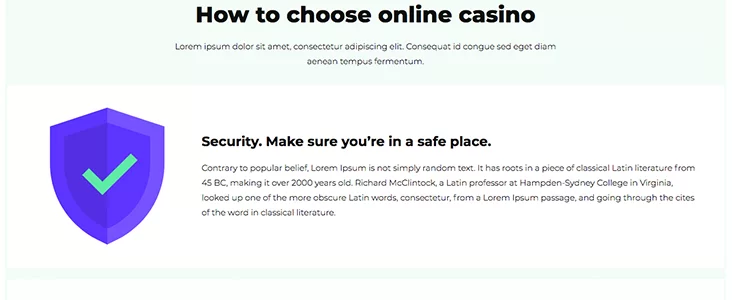 How to choose online casino
Lorem ipsum dolor sit amet, consectetur adipiscing elit. Consequat id congue sed eget diam
aenean tempus fermentum.
Security. Make sure you're in a safe place.
Contrary to popular belief, Lorem Ipsum is not simply random text. It has roots in a piece of classical Latin literature from
45 BC, making it over 2000 years old. Richard McClintock, a Latin professor at Hampden-Sydney College in Virginia,
looked up one of the more obscure Latin words, consectetur, from a Lorem Ipsum passage, and going through the cites
of the word in classical literature.